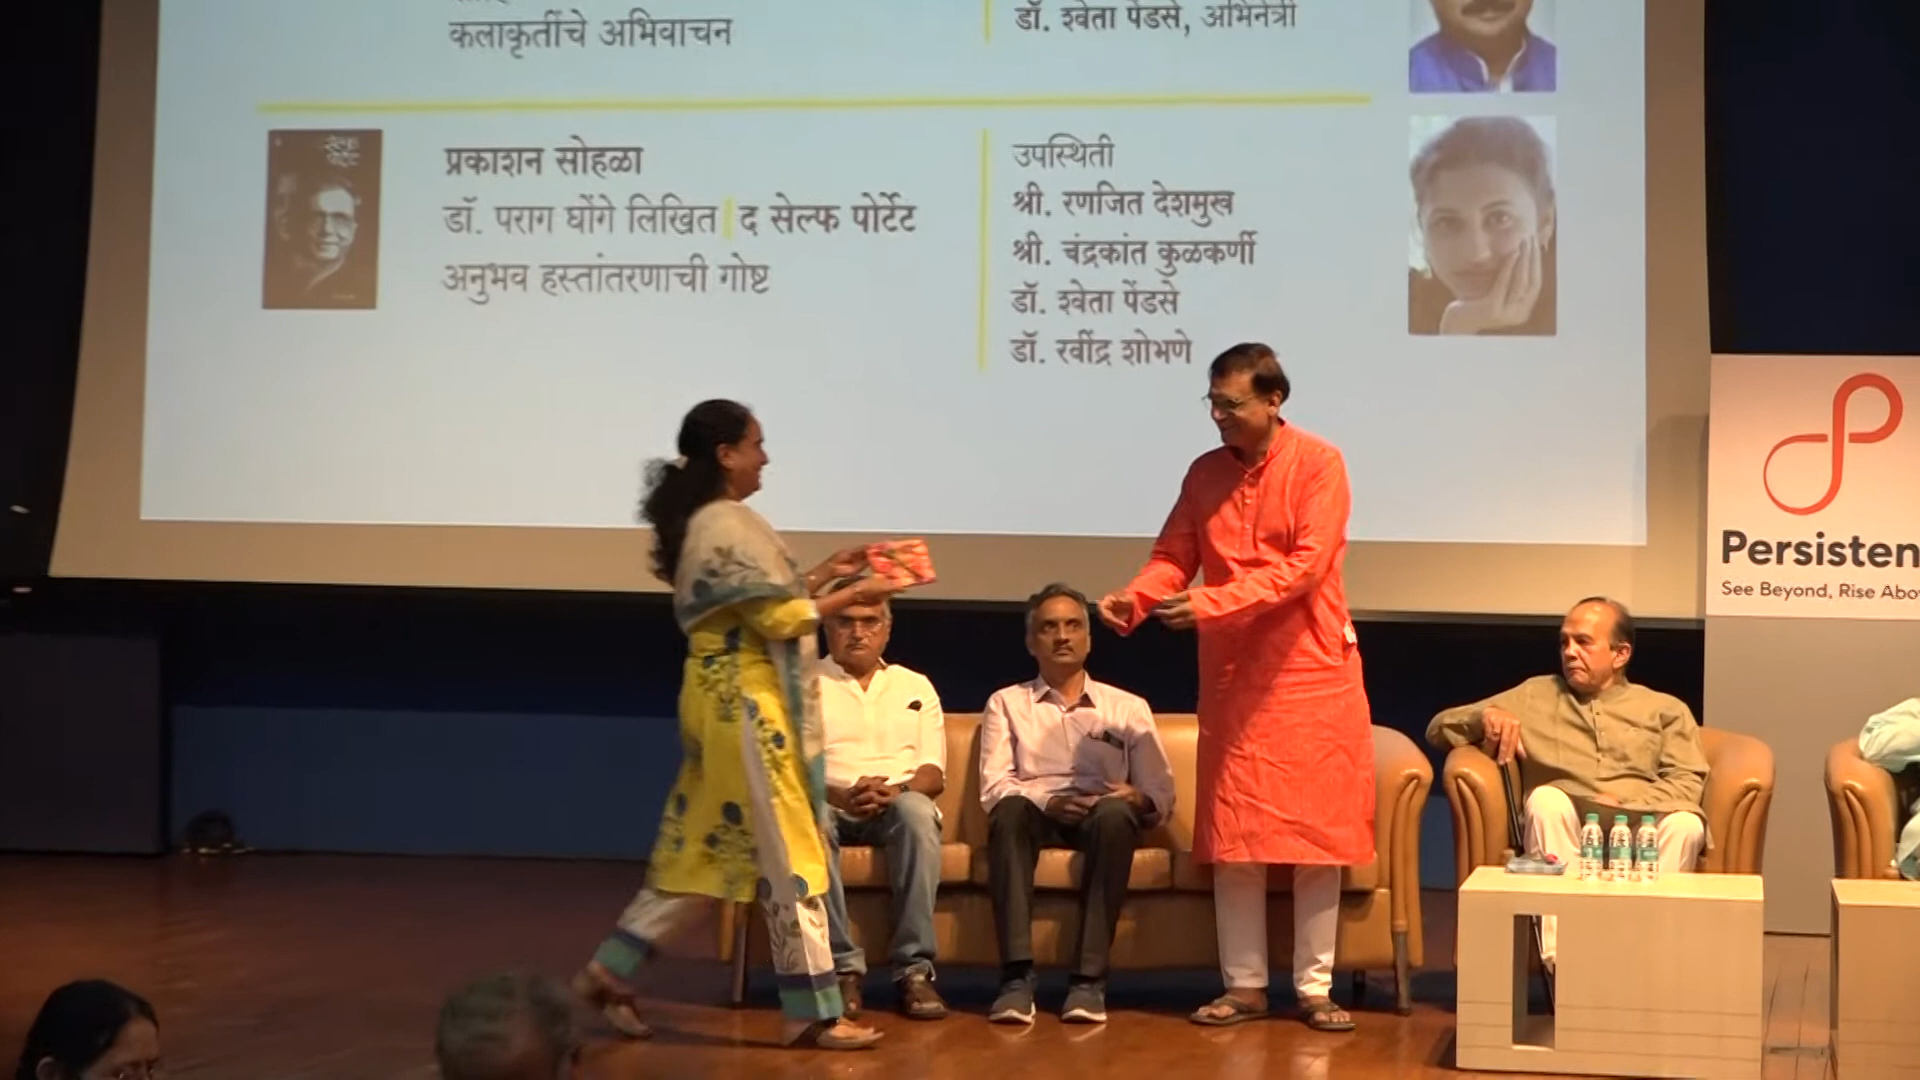 कलाकृतींचे अभिवाचन
डॉ. श्वेता पेंडसे, अभिनेत्री
सेल्फ
पोर्ट्रेट
प्रकाशन सोहळा
डॉ. पराग घोंगे लिखित द सेल्फ पोर्टेट
अनुभव हस्तांतरणाची गोष्ट
उपस्थिती
श्री. रणजित देशमुख
श्री. चंद्रकांत कुळकर्णी
डॉ. श्वेता पेंडसे
डॉ. रवींद्र शोभणे
Persisten
See Beyond, Rise Abo